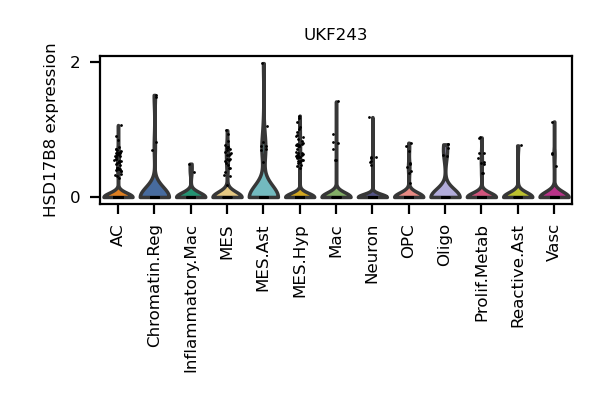 UKF243
HSD17B8 expression
2
0
AC
Chromatin.Reg
Inflammatory.Mac
MES
MES.Ast
MES.Hyp
Mac
Neuron
OPC
Oligo
Prolif.Metab
Reactive.Ast
Vasc